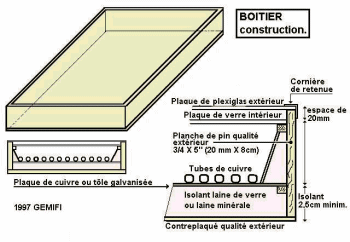 BOITIER
construction.
Cornière
de retenue
Plaque de plexiglas extérieur
espace de
20mm
Plaque de verre intérieur
Planche de pin qualité
extérieur
3/4 X 5" (20 mm X 8cm)
Tubes de cuivre
Plaque de cuivre ou tôle galvanisée
Isolant laine de verre
ou laine minérale
Isolant
2,5cm minim.
1997 GEMIFI
Contreplaqué qualité extérieur